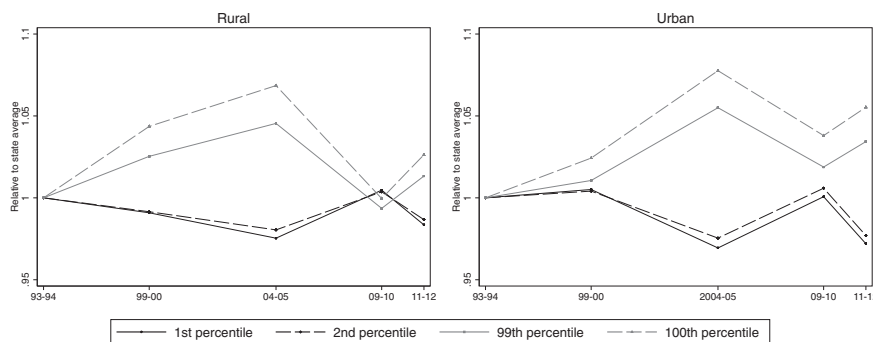 Rural
Relative to state average
1.1
1.05
1
.95
93-94
99-00
04-05
09-10
11-12
Urban
Relative to state average
1.1
1.05
1
.95
93-94
99-00
2004-05
09-10
11-1
1st percentile
2nd percentile
99th percentile
100th percentile